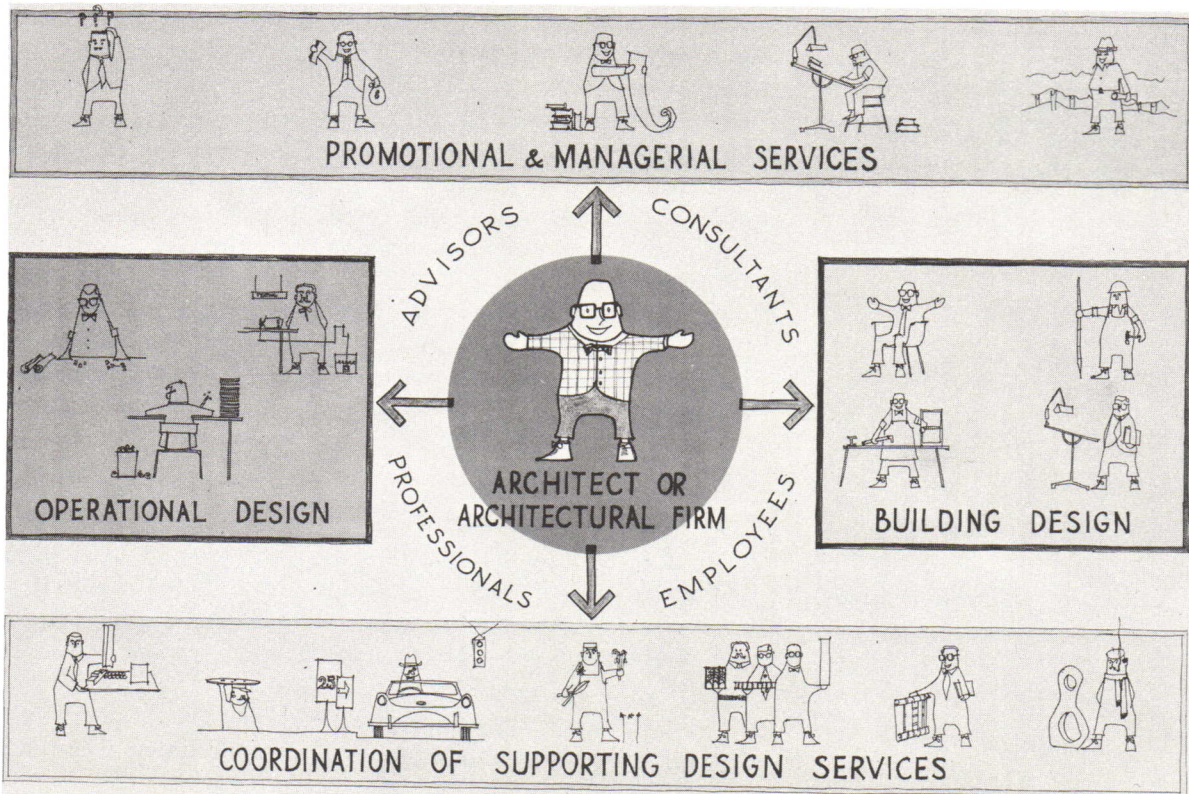 ? ? ?
$
PROMOTIONAL & MANAGERIAL SERVICES
ADVISORS
CONSULTANTS
OPERATIONAL DESIGN
ARCHITECT OR
ARCHITECTURAL FIRM
BUILDING DESIGN
PROFESSIONALS
EMPLOYEES
25
COORDINATION OF SUPPORTING DESIGN SERVICES